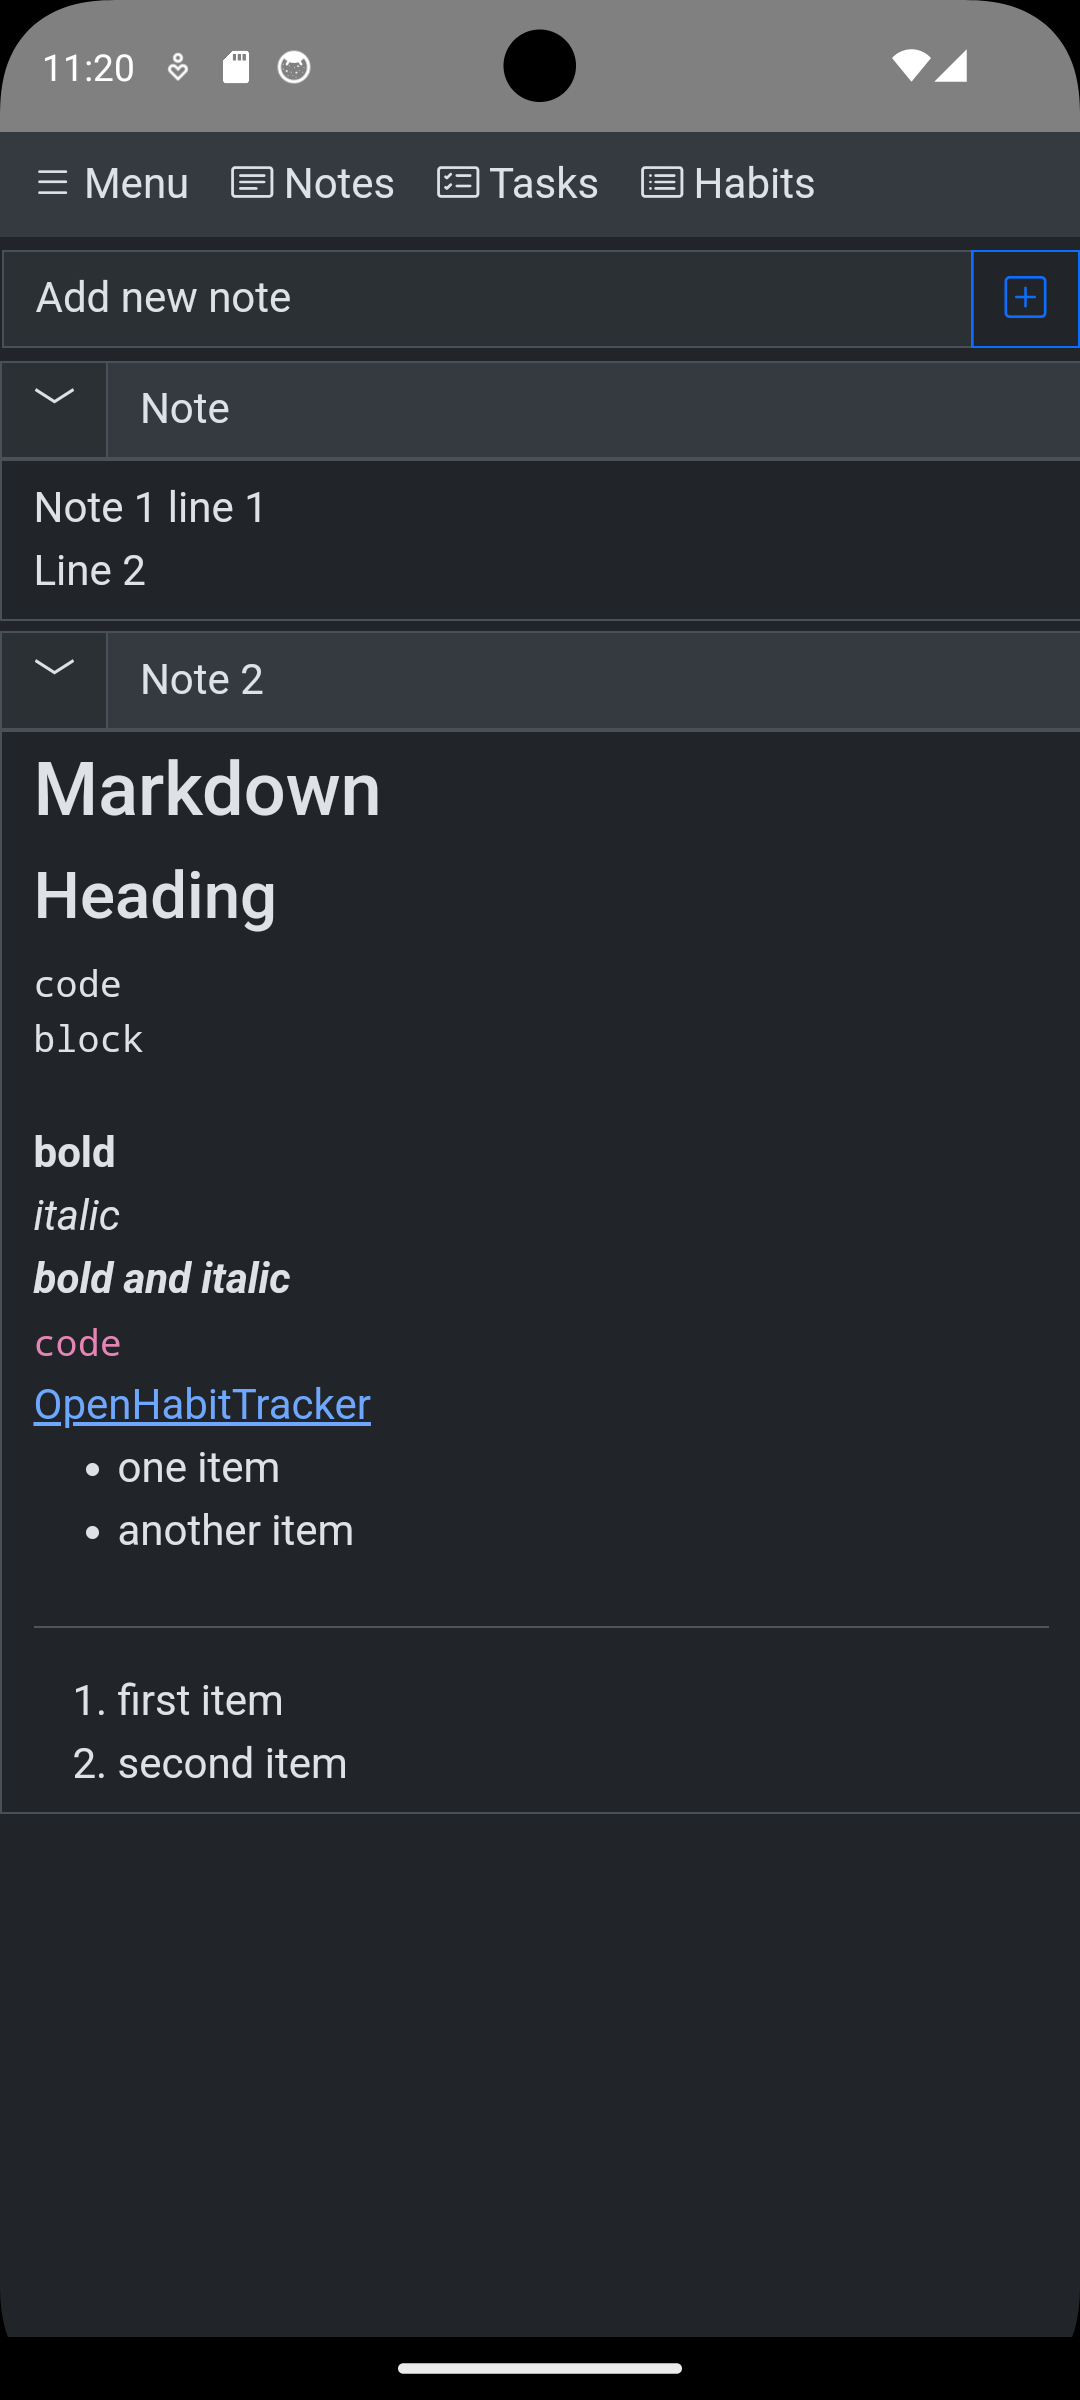 11:20
Menu Notes Tasks Habits
Add new note
Note
Note 1 line 1
Line 2
Note 2
Markdown
Heading
code
block
bold
italic
bold and italic
code
OpenHabitTracker
• one item
• another item
1. first item
2. second item